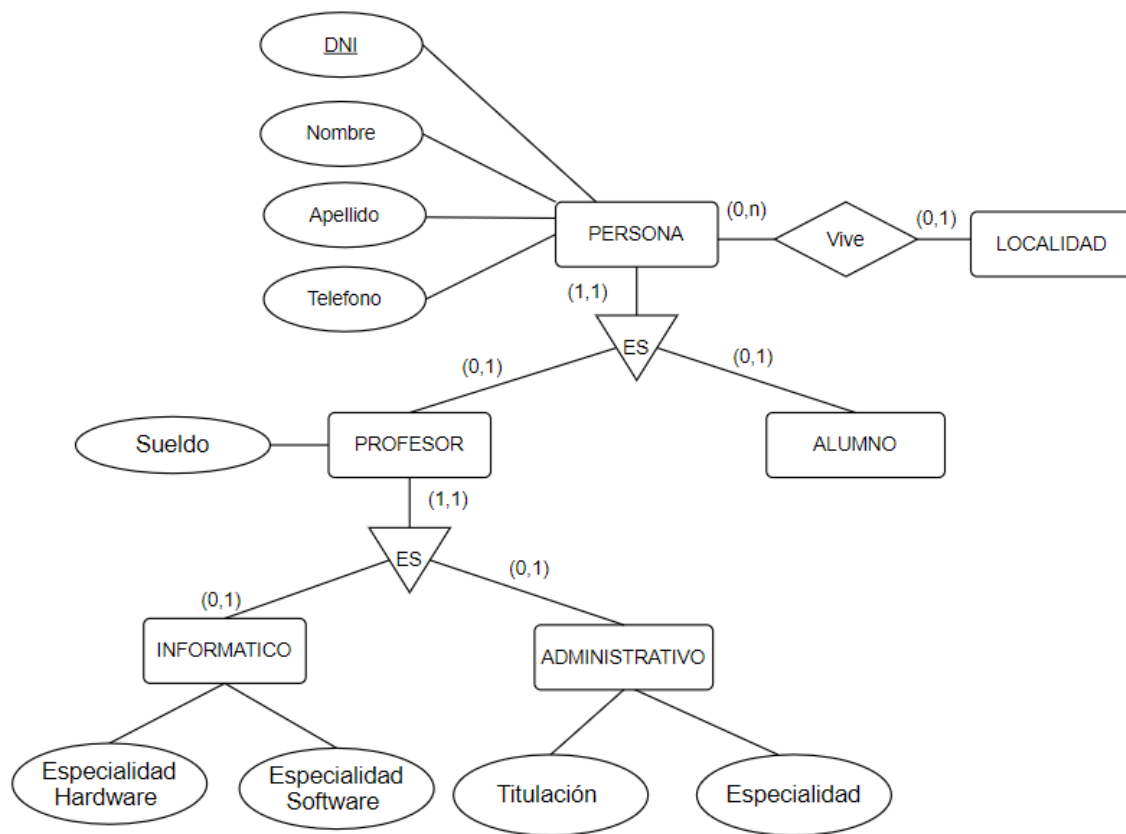 DNI
Nombre
Apellido
Telefono
PERSONA
(0,n)
Vive
(0,1)
LOCALIDAD
(1,1)
ES
(0,1)
(0,1)
Sueldo
PROFESOR
ALUMNO
(1,1)
ES
(0,1)
(0,1)
INFORMATICO
ADMINISTRATIVO
Especialidad
Hardware
Especialidad
Software
Titulación
Especialidad